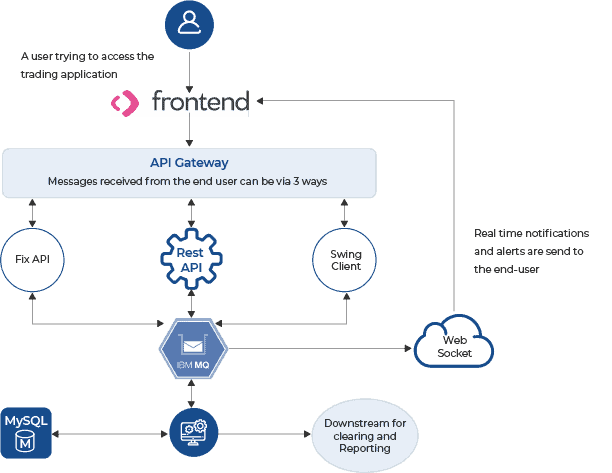 A user trying to access the
trading application
frontend
API Gateway
Messages received from the end user can be via 3 ways
Fix API
Rest
API
Swing
Client
Real time notifications
and alerts are send to
the end-user
IBM MQ
Web
Socket
MySQL
M
Downstream for
clearing and
Reporting